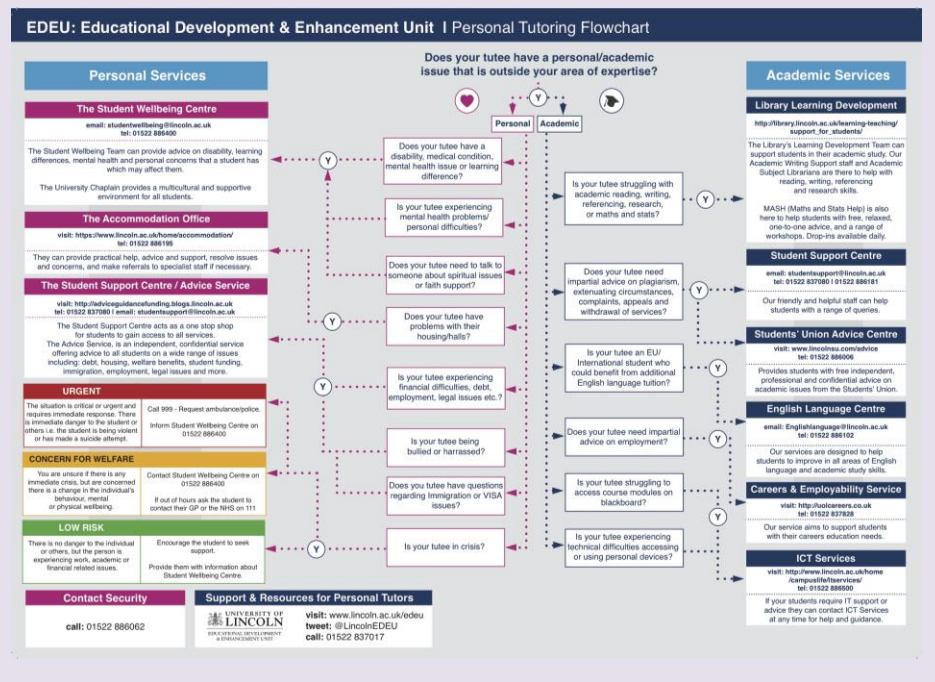 EDEU: Educational Development & Enhancement Unit I Personal Tutoring Flowchart
Personal Services
The Student Wellbeing Centre
email: studentwellbeing@lincoln.ac.uk
tel: 01522 886400
The Student Wellbeing Team can provide advice on disability, learning
differences, mental health and personal concerns that a student has
which may affect them.
The University Chaplain provides a multicultural and supportive
environment for all students.
The Accommodation Office
visit: https://www.lincoln.ac.uk/home/accommodation/
tel: 01522 886195
They can provide practical help, advice and support, resolve issues
and concerns, and make referrals to specialist staff if necessary.
The Student Support Centre / Advice Service
visit: http://adviceguidancefunding.blogs.lincoln.ac.uk
tel: 01522 837080 I email: studentsupport@lincoln.ac.uk
The Student Support Centre acts as a one stop shop
for students to gain access to all services.
The Advice Service, is an independent, confidential service
offering advice to all students on a wide range of issues
including: debt, housing, welfare benefits, student funding,
immigration, employment, legal issues and more.
URGENT
The situation is critical or urgent and
requires immediate response. There
is immediate danger to the student or
others i.e. the student is being violent
or has made a suicide attempt.
Call 999 - Request ambulance/police.
Inform Student Wellbeing Centre on
01522 886400
CONCERN FOR WELFARE
You are unsure if there is any
immediate crisis, but are concerned
there is a change in the individual's
behaviour, mental
or physical wellbeing.
Contact Student Wellbeing Centre on
01522 886400
If out of hours ask the student to
contact their GP or the NHS on 111
LOW RISK
There is no danger to the individual
or others, but the person is
experiencing work, academic or
financial related issues.
Encourage the student to seek
support.
Provide them with information about
Student Wellbeing Centre.
Contact Security
call: 01522 886062
Support & Resources for Personal Tutors
UNIVERSITY OF
LINCOLN
EDUCATIONAL DEVELOPMENT
& ENHANCEMENT UNIT
visit: www.lincoln.ac.uk/edeu
tweet: @LincolnEDEU
call: 01522 837017
Does your tutee have a personal/academic
issue that is outside your area of expertise?
Y
Personal
Academic
Does your tutee have a
disability, medical condition,
mental health issue or learning
difference?
Y
Is your tutee experiencing
mental health problems/
personal difficulties?
Does your tutee need to talk to
someone about spiritual issues
or faith support?
Does your tutee have
problems with their
housing/halls?
Y
Is your tutee experiencing
financial difficulties, debt,
employment, legal issues etc.?
Y
Is your tutee being
bullied or harrassed?
Does you tutee have questions
regarding Immigration or VISA
issues?
Is your tutee in crisis?
Y
Is your tutee struggling with
academic reading, writing,
referencing, research,
or maths and stats?
Y
Does your tutee need
impartial advice on plagiarism,
extenuating circumstances,
complaints, appeals and
withdrawal of services?
Y
Is your tutee an EU/
International student who
could benefit from additional
English language tuition?
Y
Does your tutee need impartial
advice on employment?
Y
Is your tutee struggling to
access course modules on
blackboard?
Y
Is your tutee experiencing
technical difficulties accessing
or using personal devices?
Academic Services
Library Learning Development
http://library.lincoln.ac.uk/learning-teaching/
support_for_students/
The Library's Learning Development Team can
support students in their academic study. Our
Academic Writing Support staff and Academic
Subject Librarians are there to help with
reading, writing, referencing
and research skills.
MASH (Maths and Stats Help) is also
here to help students with free, relaxed,
one-to-one advice, and a range of
workshops. Drop-ins available daily.
Student Support Centre
email: studentsupport@lincoln.ac.uk
tel: 01522 837080 I 01522 886181
Our friendly and helpful staff can help
students with a range of queries.
Students' Union Advice Centre
visit: www.lincolnsu.com/advice
tel: 01522 886006
Provides students with free independent,
professional and confidential advice on
academic issues from the Students' Union.
English Language Centre
email: Englishlanguage@lincoln.ac.uk
tel: 01522 886102
Our services are designed to help
students to improve in all areas of English
language and academic study skills.
Careers & Employability Service
visit: http://uolcareers.co.uk
tel: 01522 837828
Our service aims to support students
with their careers education needs.
ICT Services
visit: http://www.lincoln.ac.uk/home
/campuslife/itservices/
tel: 01522 886500
If your students require IT support or
advice they can contact ICT Services
at any time for help and guidance.